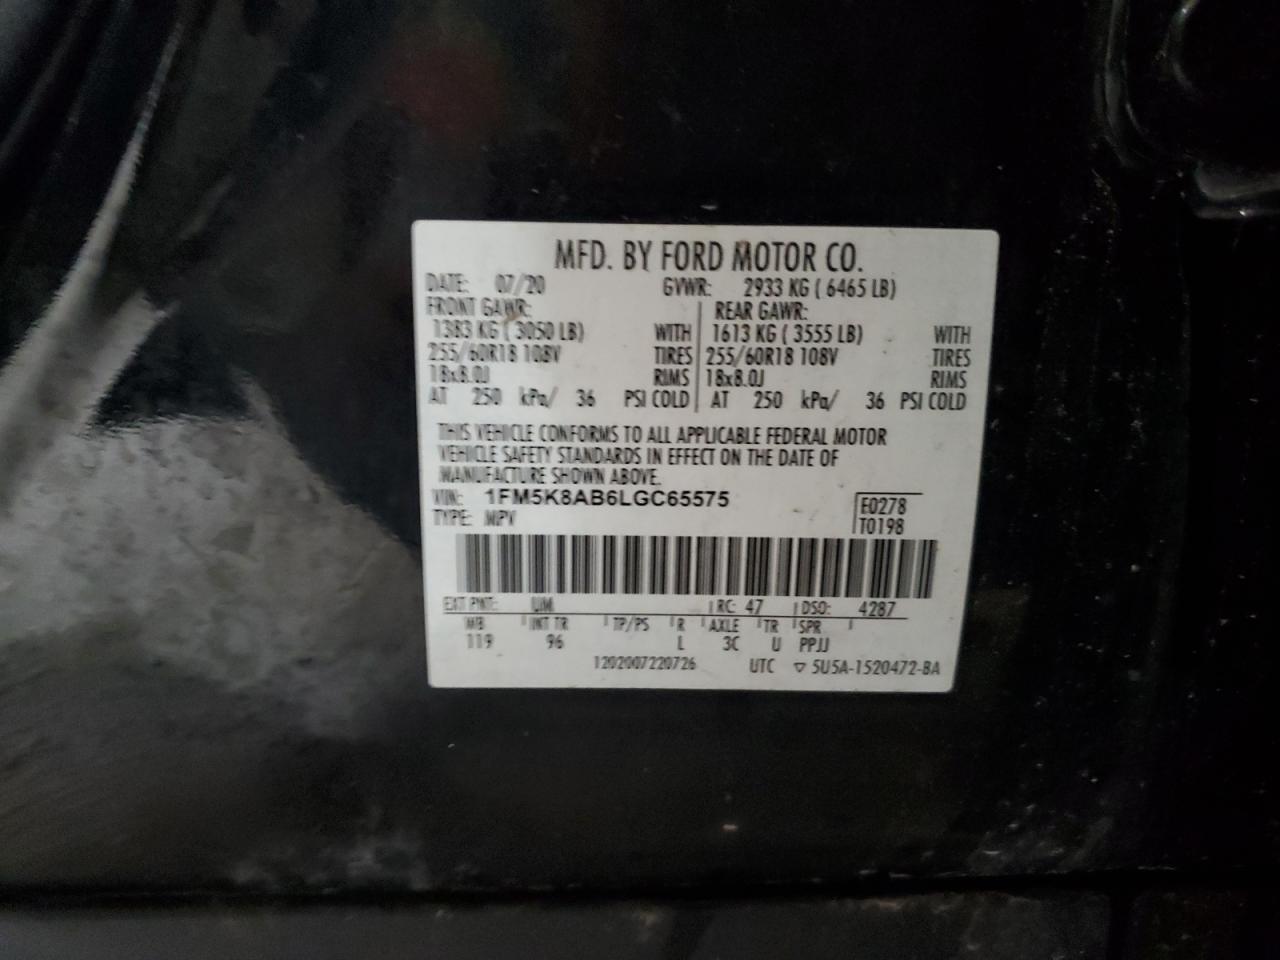 MFD. BY FORD MOTOR CO.
DATE: 07/20 GVWR: 2933 KG ( 6465 LB)
FRONT GAWR: REAR GAWR:
1383 KG ( 3050 LB) WITH 1613 KG ( 3555 LB) WITH
255/60R18 108V TIRES 255/60R18 108V TIRES
18x8.0J RIMS 18x8.0J RIMS
AT 250 kPa/ 36 PSI COLD AT 250 kPa/ 36 PSI COLD
THIS VEHICLE CONFORMS TO ALL APPLICABLE FEDERAL MOTOR
VEHICLE SAFETY STANDARDS IN EFFECT ON THE DATE OF
MANUFACTURE SHOWN ABOVE.
VIN: 1FM5K8AB6LGC65575 E0278
TYPE: MPV T0198
EXT PNT: UM RC: 47 DSO: 4287
WB INT TR TP/PS R AXLE TR SPR
119 96 L 3C U PPJJ
1202007220726 UTC ▽ 5U5A-1520472-BA